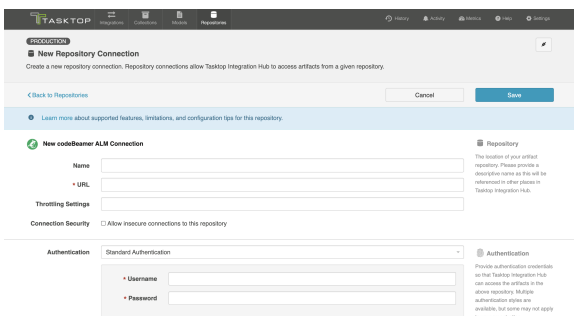 TASKTOP
Integrations
Collections
Models
Repositories
History
Activity
Metrics
Help
Settings
PRODUCTION
New Repository Connection
Create a new repository connection. Repository connections allow Tasktop Integration Hub to access artifacts from a given repository.
Back to Repositories
Cancel
Save
Learn more about supported features, limitations, and configuration tips for this repository.
New codeBeamer ALM Connection
Name
* URL
Throttling Settings
Connection Security
Allow insecure connections to this repository
Repository
The location of your artifact
repository. Please provide a
descriptive name as this will be
referenced in other places in
Tasktop Integration Hub.
Authentication
Standard Authentication
* Username
* Password
Authentication
Provide authentication credentials
so that Tasktop Integration Hub
can access the artifacts in the
above repository. Multiple
authentication styles are
available, but some may not apply